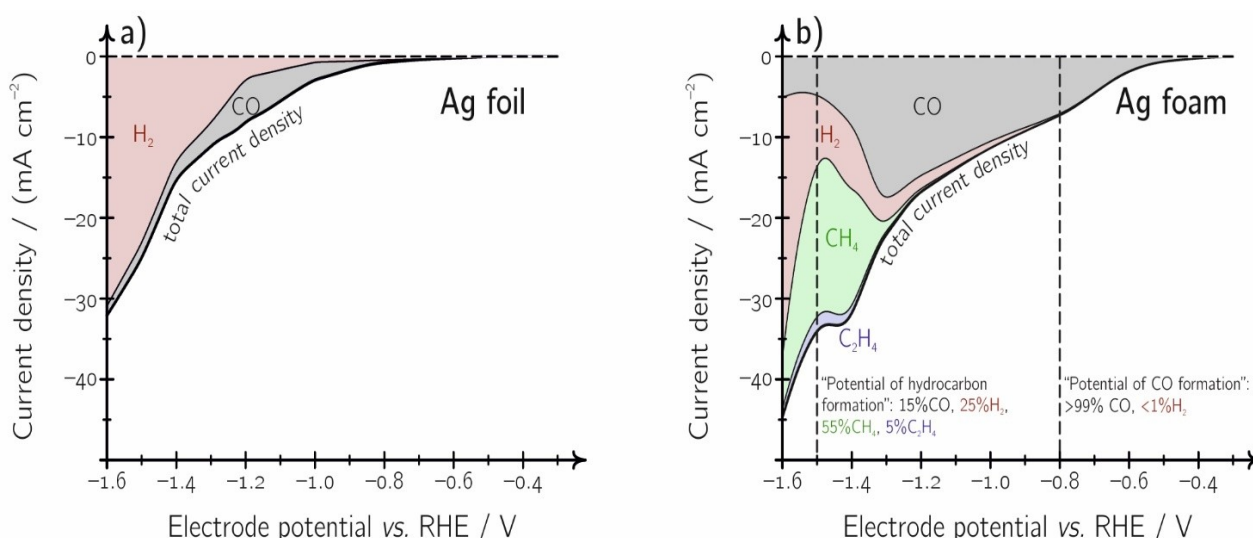 a)
0
−10
−20
−30
−40
Current density / (mA cm⁻²)
Ag foil
H₂
CO
total current density
−1.6 −1.4 −1.2 −1.0 −0.8 −0.6 −0.4
Electrode potential vs. RHE / V
b)
0
−10
−20
−30
−40
Current density / (mA cm⁻²)
Ag foam
CO
H₂
CH₄
total current density
C₂H₄
"Potential of hydrocarbon
formation": 15%CO, 25%H₂,
55%CH₄, 5%C₂H₄
"Potential of CO formation":
>99% CO, <1%H₂
−1.6 −1.4 −1.2 −1.0 −0.8 −0.6 −0.4
Electrode potential vs. RHE / V